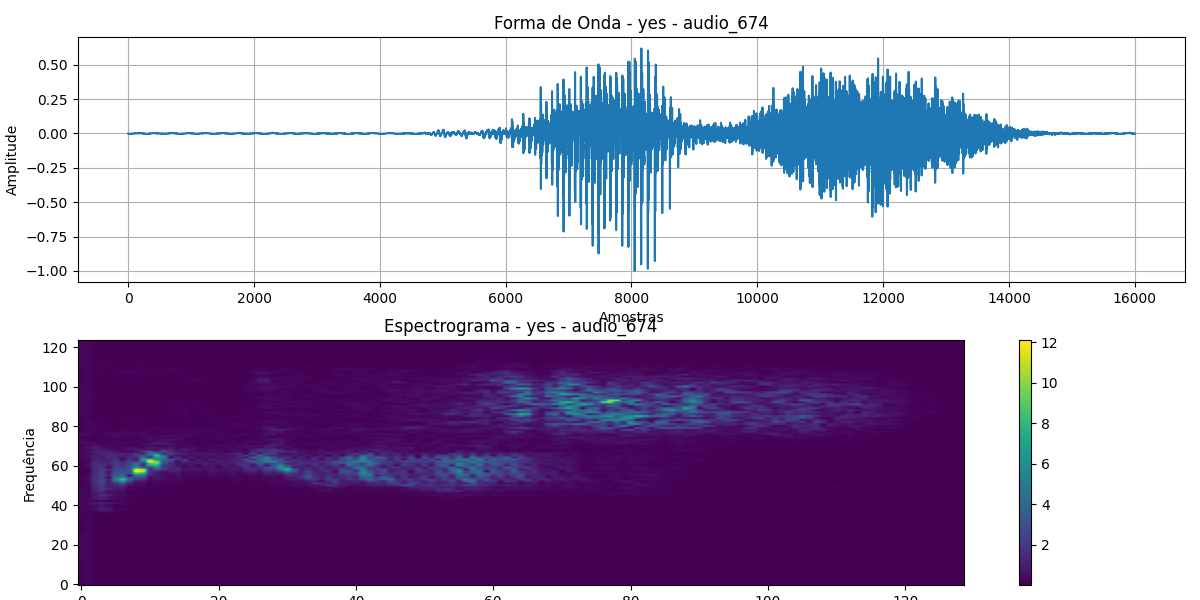 Forma de Onda - yes - audio_674
Amplitude
0.50
0.25
0.00
−0.25
−0.50
−0.75
−1.00
0 2000 4000 6000 8000 10000 12000 14000 16000
Amostras
Espectrograma - yes - audio_674
Frequência
120
100
80
60
40
20
0
0 20 40 60 80 100 120
12
10
8
6
4
2